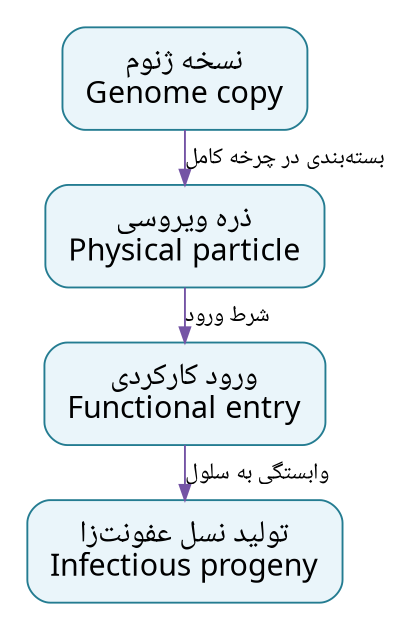 نسخه ژنوم
Genome copy
بسته‌بندی در چرخه کامل
ذره ویروسی
Physical particle
شرط ورود
ورود کارکردی
Functional entry
وابستگی به سلول
تولید نسل عفونت‌زا
Infectious progeny